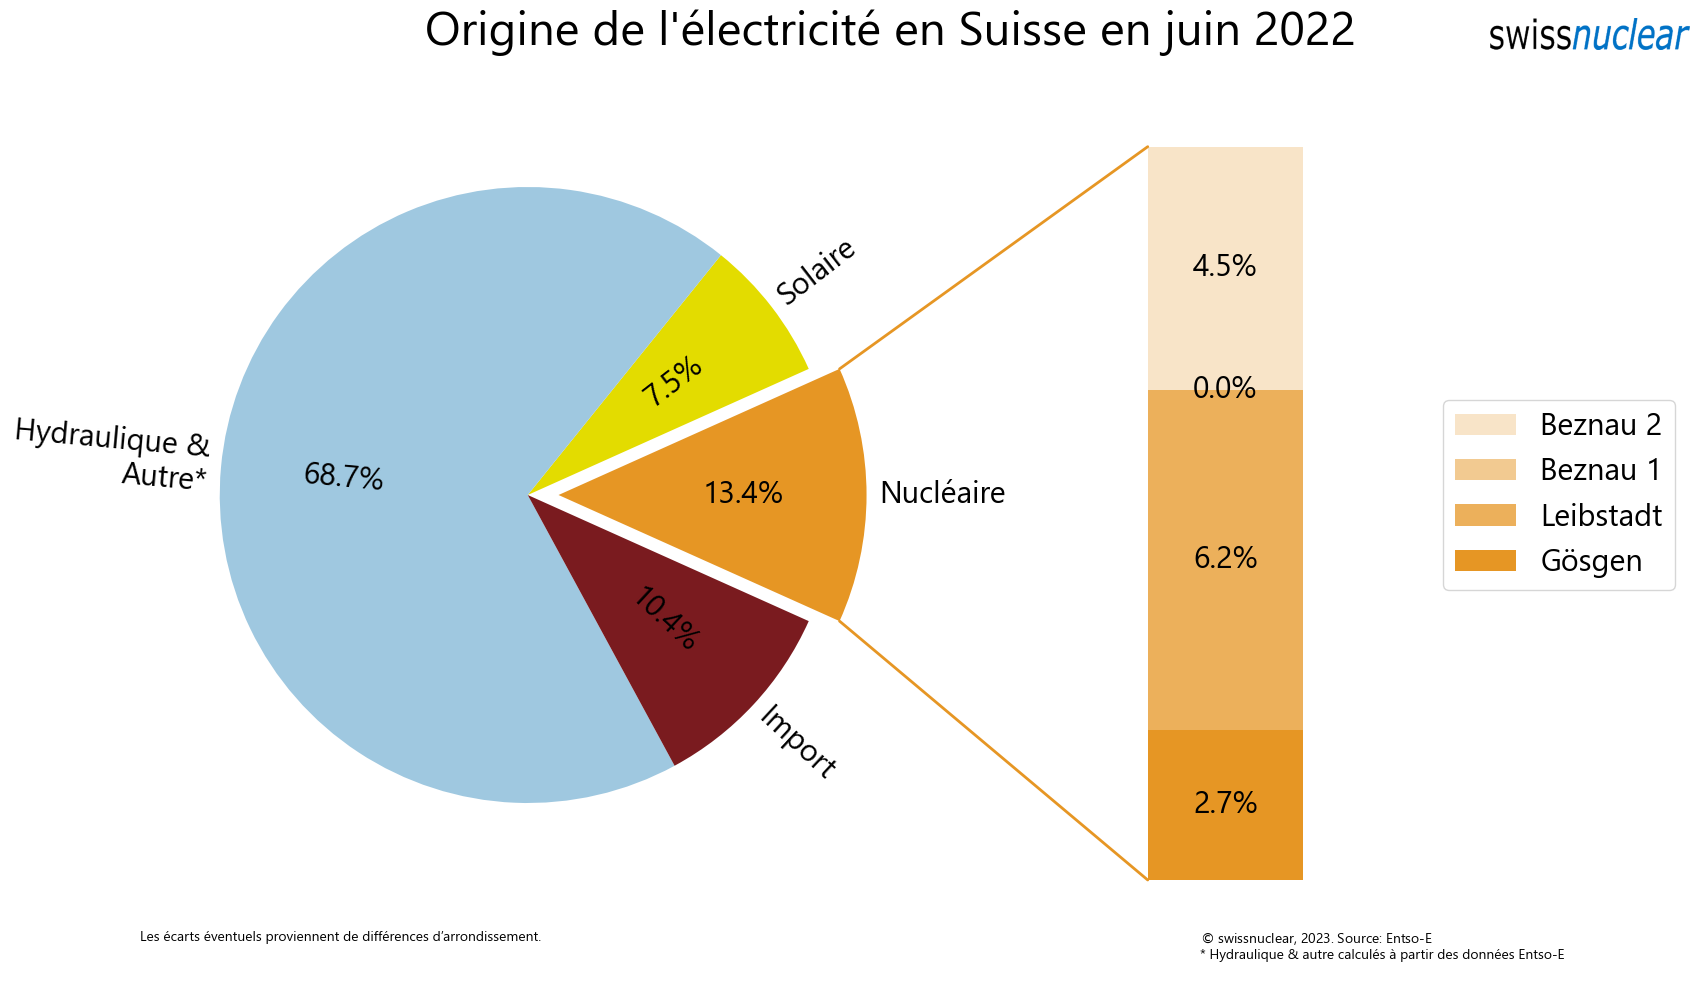 Origine de l'électricité en Suisse en juin 2022
swissnuclear
Solaire
7.5%
Hydraulique &
Autre*
68.7%
13.4%
Nucléaire
10.4%
Import
4.5%
0.0%
6.2%
2.7%
Beznau 2
Beznau 1
Leibstadt
Gösgen
Les écarts éventuels proviennent de différences d’arrondissement.
© swissnuclear, 2023. Source: Entso-E
* Hydraulique & autre calculés à partir des données Entso-E